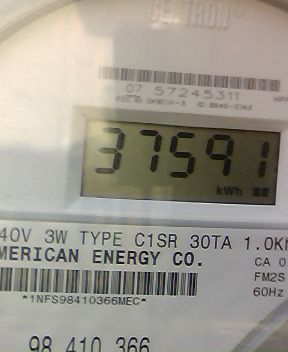 CENTRON®
07 57245311
37591
kWh
40V 3W TYPE C1SR 30TA 1.0K
MERICAN ENERGY CO.
CA 0
FM2S
60Hz
*1NFS98410366MEC*
98 410 366